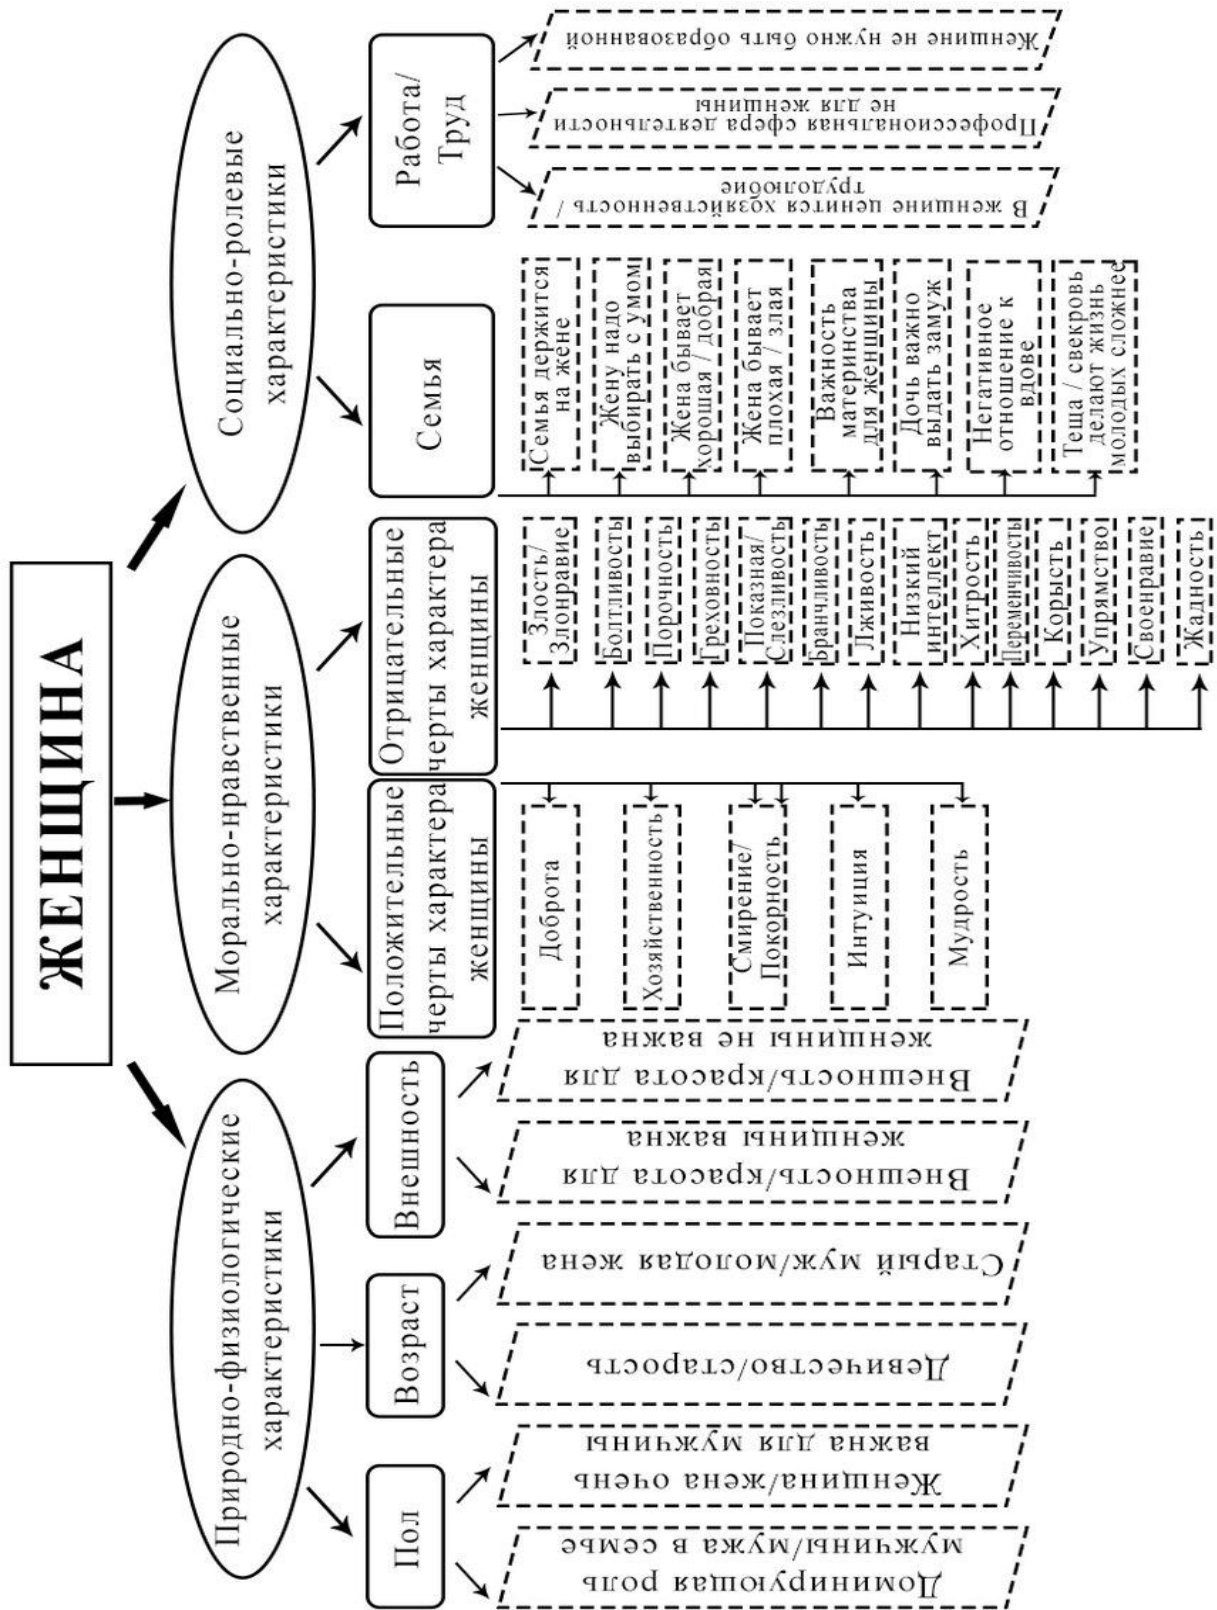 ЖЕНЩИНА
Природно-физиологические
характеристики
Морально-нравственные
характеристики
Социально-ролевые
характеристики
Пол
Возраст
Внешность
Положительные
черты характера
женщины
Отрицательные
черты характера
женщины
Семья
Работа/
Труд
Доминирующая роль
мужчины/мужа в семье
Женщина/жена очень
важна для мужчины
Девичество/старость
Старый муж/молодая жена
Внешность/красота для
женщины важна
Внешность/красота для
женщины не важна
Доброта
Хозяйственность
Смирение/
Покорность
Интуиция
Мудрость
Злость/
Злонравие
Болтливость
Порочность
Греховность
Показная/
Слезливость
Бранчливость
Лживость
Низкий
интеллект
Хитрость
Переменчивость
Корысть
Упрямство
Своенравие
Жадность
Семья держится
на жене
Жену надо
выбирать с умом
Жена бывает
хорошая / добрая
Жена бывает
плохая / злая
Важность
материнства
для женщины
Дочь важно
выдать замуж
Негативное
отношение к
вдове
Теща / свекровь
делают жизнь
молодых сложнее
В женщине ценится хозяйственность /
трудолюбие
Профессиональная сфера деятельности
не для женщины
Женщине не нужно быть образованной